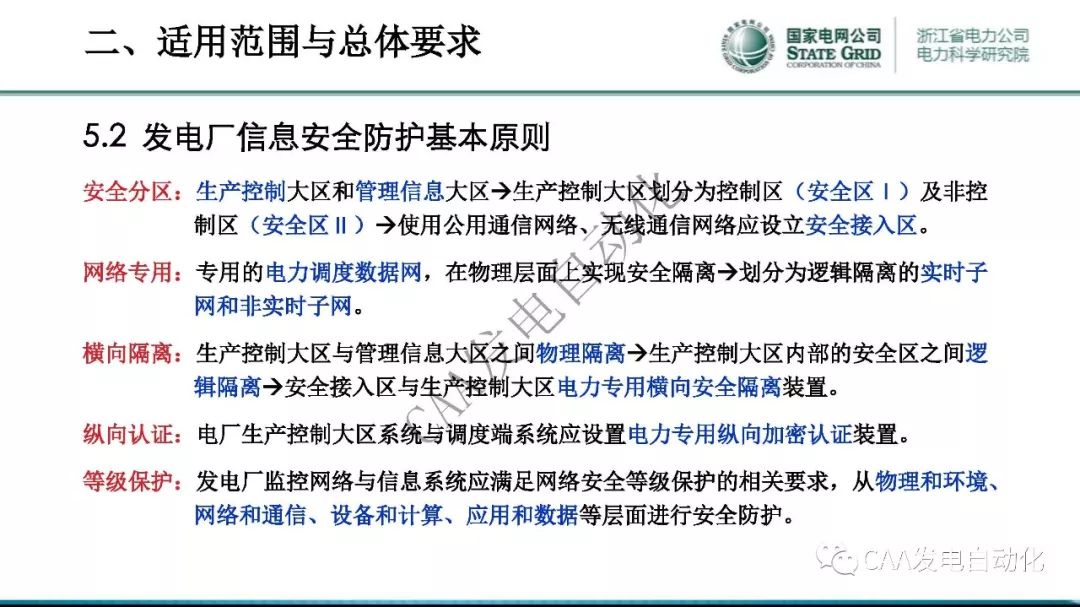 二、适用范围与总体要求
国家电网公司
STATE GRID
CORPORATION OF CHINA
浙江省电力公司
电力科学研究院
5.2 发电厂信息安全防护基本原则
安全分区：生产控制大区和管理信息大区→生产控制大区划分为控制区（安全区Ⅰ）及非控
制区（安全区Ⅱ）→使用公用通信网络、无线通信网络应设立安全接入区。
网络专用：专用的电力调度数据网，在物理层面上实现安全隔离→划分为逻辑隔离的实时子
网和非实时子网。
横向隔离：生产控制大区与管理信息大区之间物理隔离→生产控制大区内部的安全区之间逻
辑隔离→安全接入区与生产控制大区电力专用横向安全隔离装置。
纵向认证：电厂生产控制大区系统与调度端系统应设置电力专用纵向加密认证装置。
等级保护：发电厂监控网络与信息系统应满足网络安全等级保护的相关要求，从物理和环境、
网络和通信、设备和计算、应用和数据等层面进行安全防护。
CAA发电自动化
CAA发电自动化